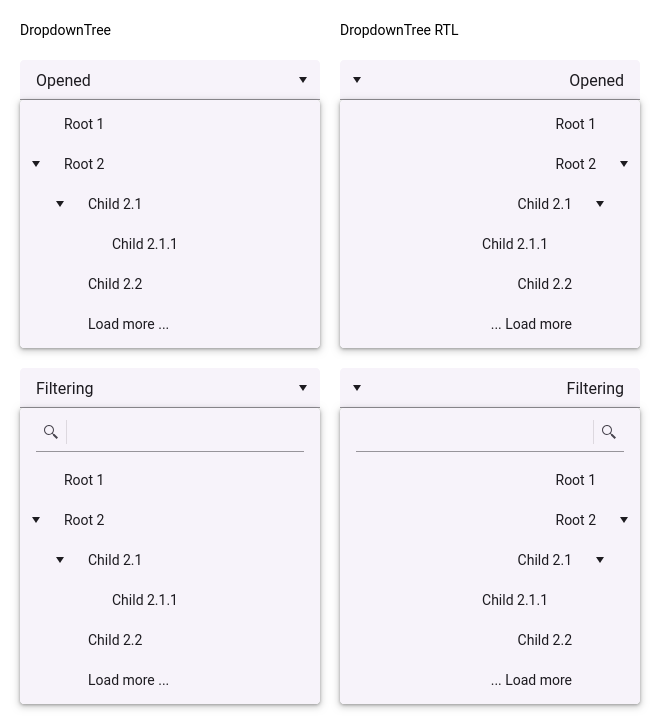 DropdownTree
DropdownTree RTL
Opened
Root 1
Root 2
Child 2.1
Child 2.1.1
Child 2.2
Load more ...
Opened
Root 1
Root 2
Child 2.1
Child 2.1.1
Child 2.2
... Load more
Filtering
Root 1
Root 2
Child 2.1
Child 2.1.1
Child 2.2
Load more ...
Filtering
Root 1
Root 2
Child 2.1
Child 2.1.1
Child 2.2
... Load more